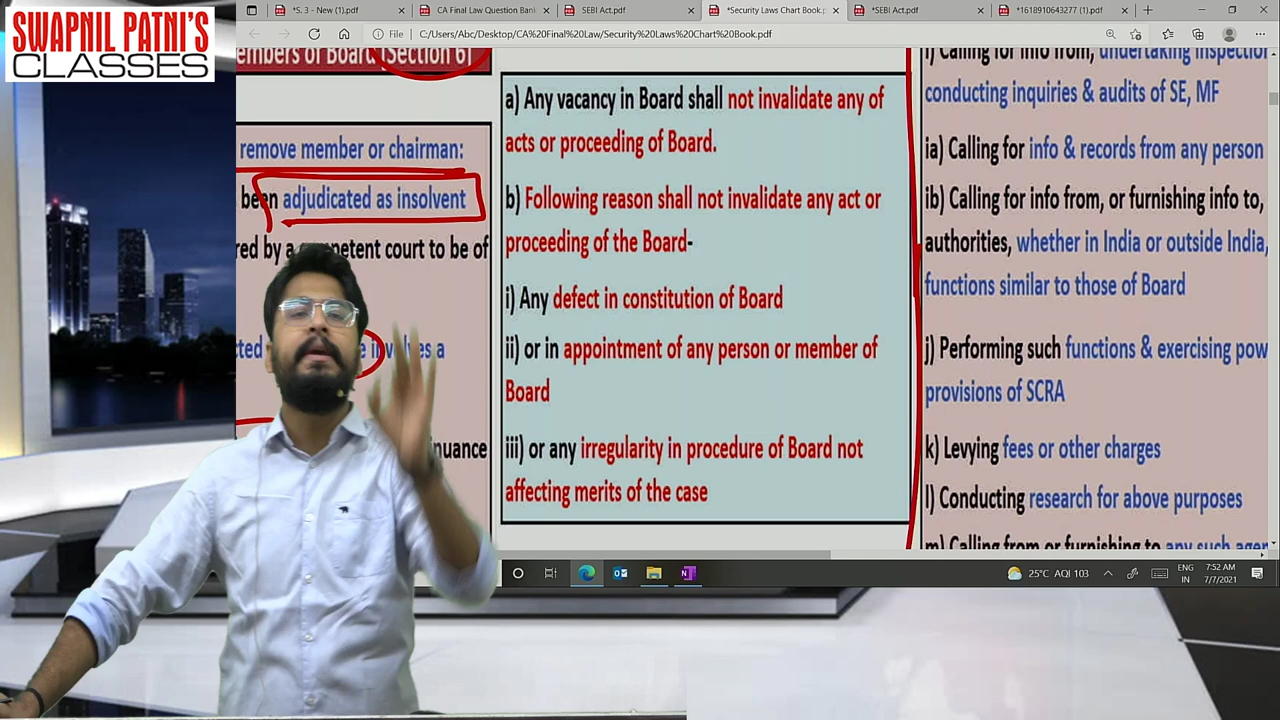 SWAPNIL PATNI'S
CLASSES
*S. 3 - New (1).pdf
CA Final Law Question Bank
SEBI Act.pdf
*Security Laws Chart Book.p
*SEBI Act.pdf
*1618910643277 (1).pdf
File
C:/Users/Abc/Desktop/CA%20Final%20Law/Security%20Laws%20Chart%20Book.pdf
embers of Board (Section 6)
remove member or chairman:
been adjudicated as insolvent
red by a competent court to be of
cted
involves a
nuance
a) Any vacancy in Board shall not invalidate any of
acts or proceeding of Board.
b) Following reason shall not invalidate any act or
proceeding of the Board-
i) Any defect in constitution of Board
ii) or in appointment of any person or member of
Board
iii) or any irregularity in procedure of Board not
affecting merits of the case
i) Calling for info from, undertaking inspection
conducting inquiries & audits of SE, MF
ia) Calling for info & records from any person
ib) Calling for info from, or furnishing info to,
authorities, whether in India or outside India,
functions similar to those of Board
j) Performing such functions & exercising pow
provisions of SCRA
k) Levying fees or other charges
l) Conducting research for above purposes
m) Calling from or furnishing to any such agen
25°C AQI 103
ENG
IN
7:52 AM
7/7/2021